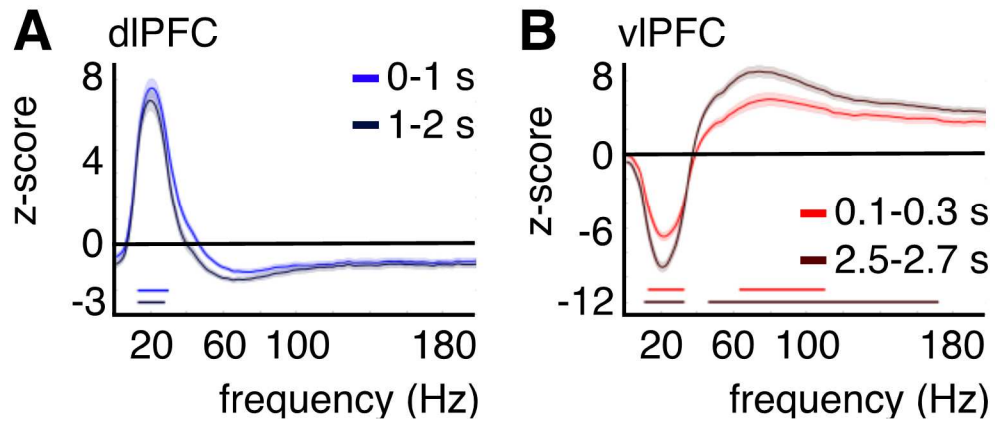 A dlPFC
8
4
0
-3
z-score
0-1 s
1-2 s
20 60 100 180
frequency (Hz)
B vlPFC
8
0
-6
-12
z-score
0.1-0.3 s
2.5-2.7 s
20 60 100 180
frequency (Hz)